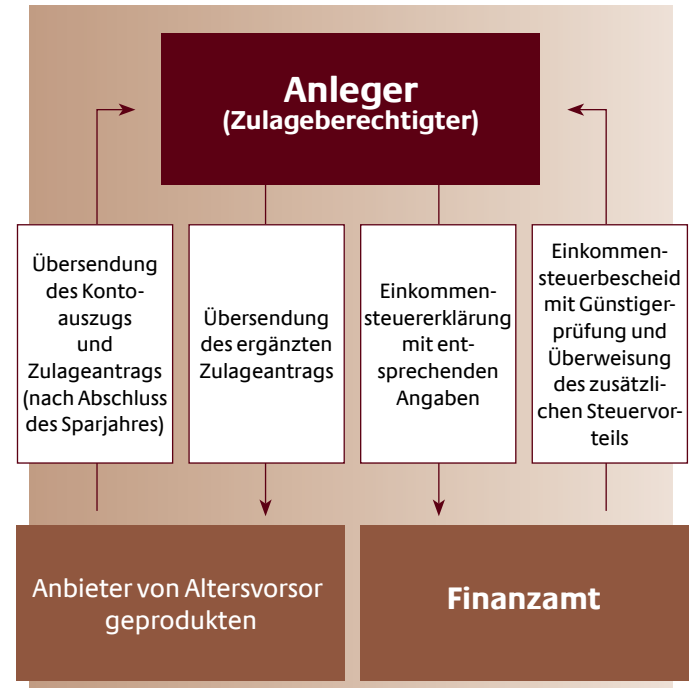 Anleger
(Zulageberechtigter)
Übersendung
des Konto-
auszugs
und
Zulageantrags
(nach Abschluss
des Sparjahres)
Übersendung
des ergänzten
Zulageantrags
Einkommen-
steuererklärung
mit ent-
sprechenden
Angaben
Einkommen-
steuerbescheid
mit Günstiger-
prüfung und
Überweisung
des zusätzli-
chen Steuervor-
teils
Anbieter von Altersvorsor
geprodukten
Finanzamt